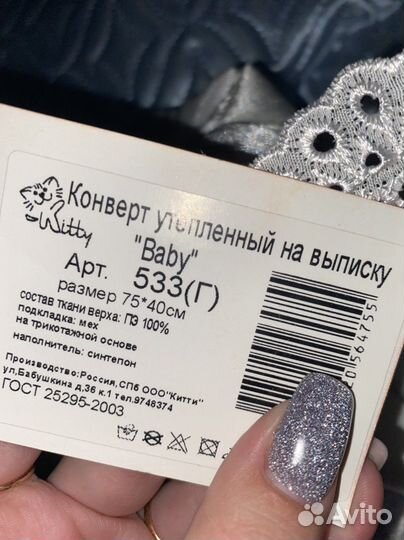 Kitty
Конверт утепленный на выписку
"Baby"
Арт. 533(Г)
размер 75*40см
состав ткани верха: ПЭ 100%
подкладка: мех
на трикотажной основе
наполнитель: синтепон
Производство:Россия,СПб ООО"Китти"
ул,Бабушкина д,36 к.1 тел.9748374
ГОСТ 25295-2003
Avito